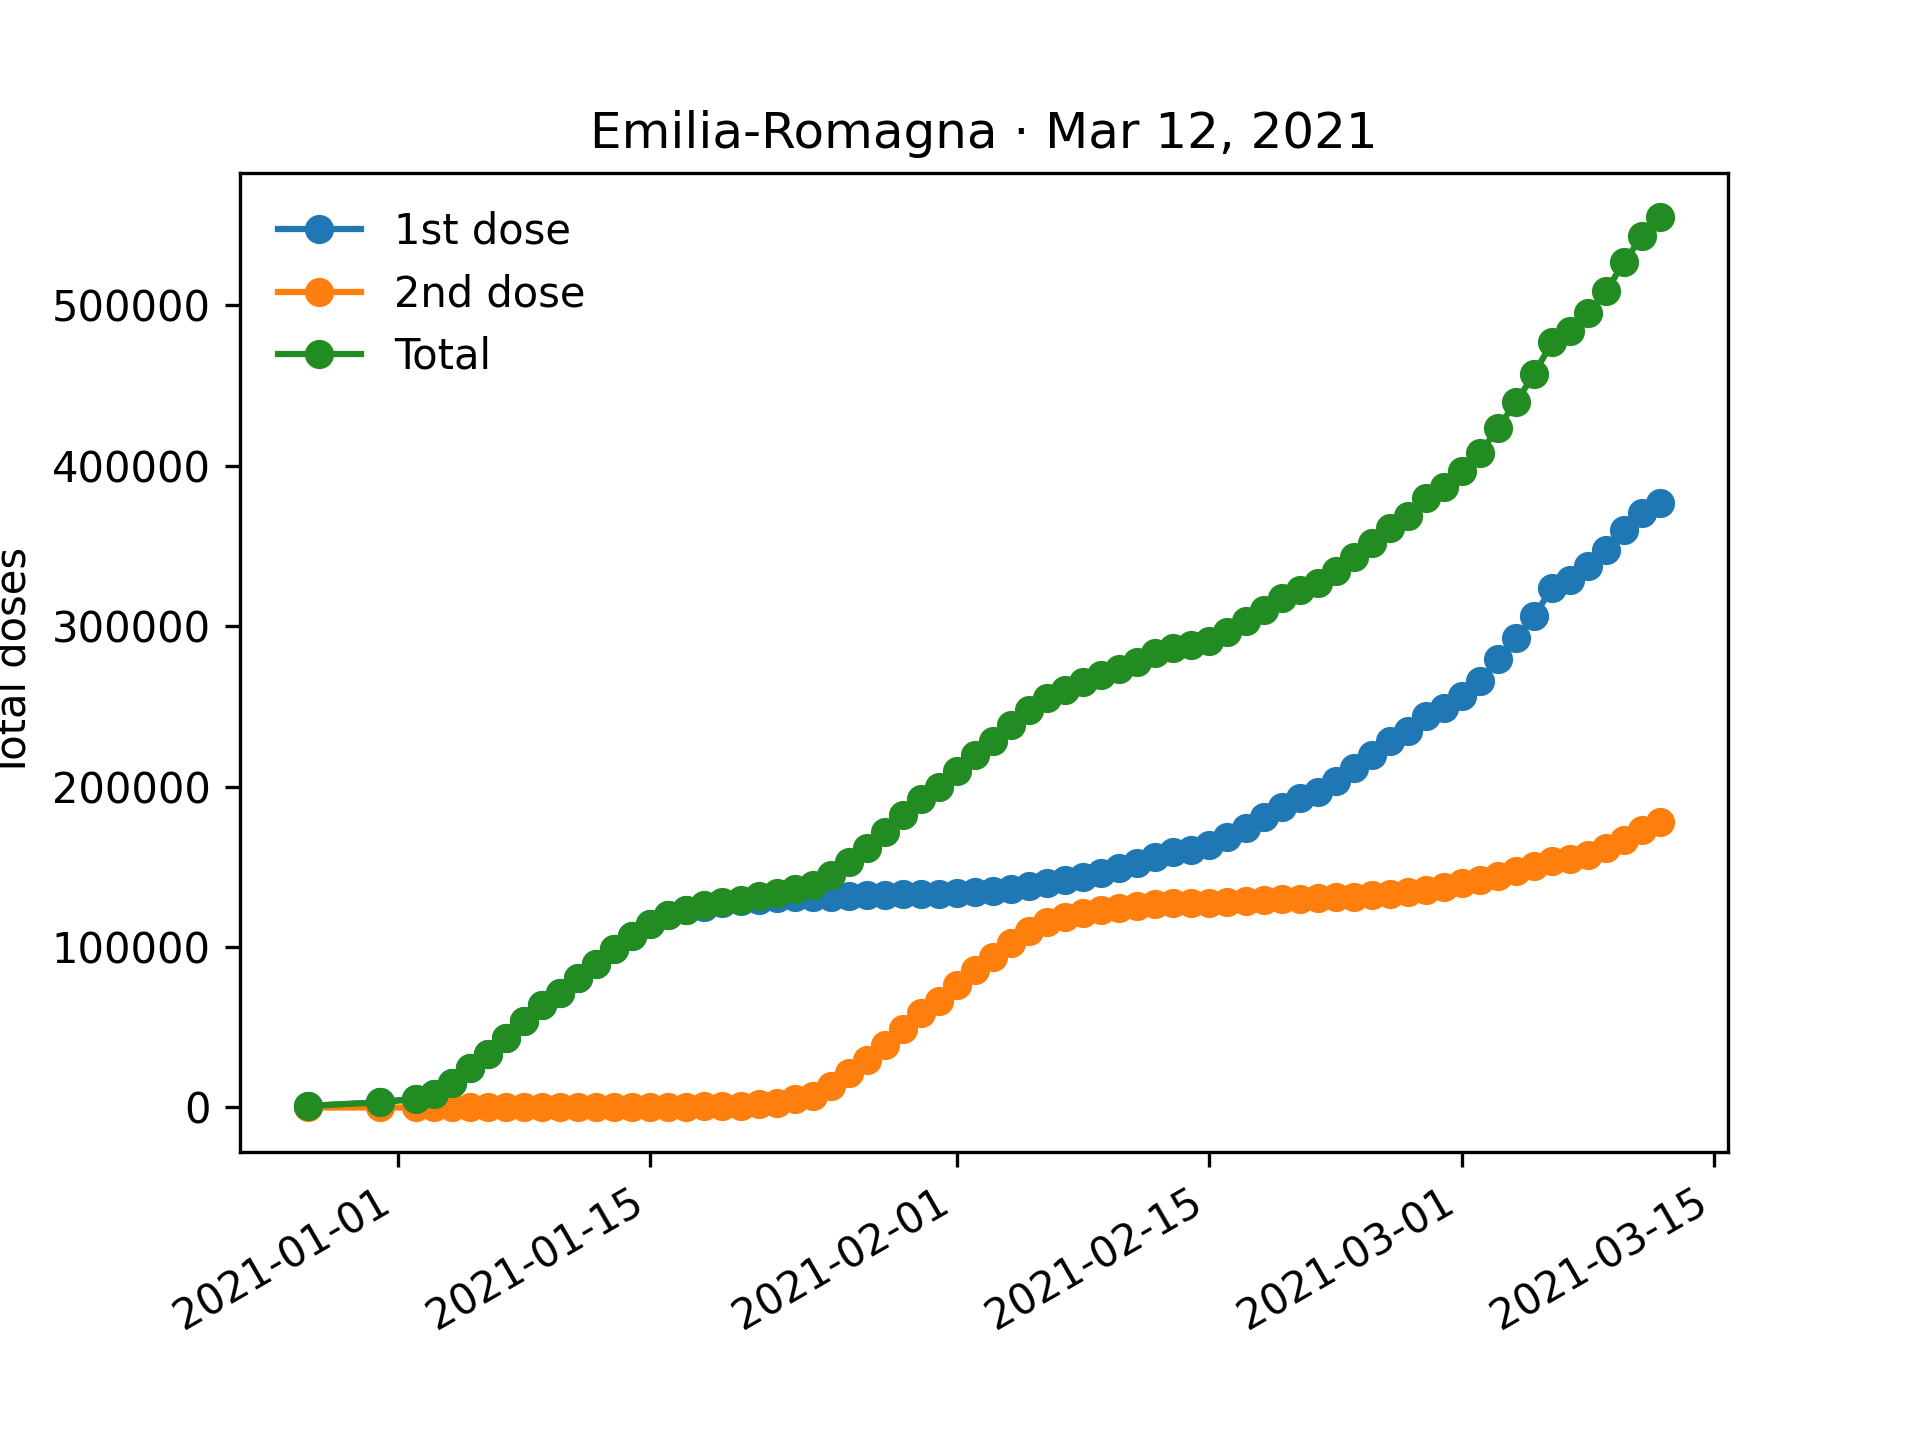 Emilia-Romagna · Mar 12, 2021
1st dose
2nd dose
Total
Total doses
500000
400000
300000
200000
100000
0
2021-01-01
2021-01-15
2021-02-01
2021-02-15
2021-03-01
2021-03-15